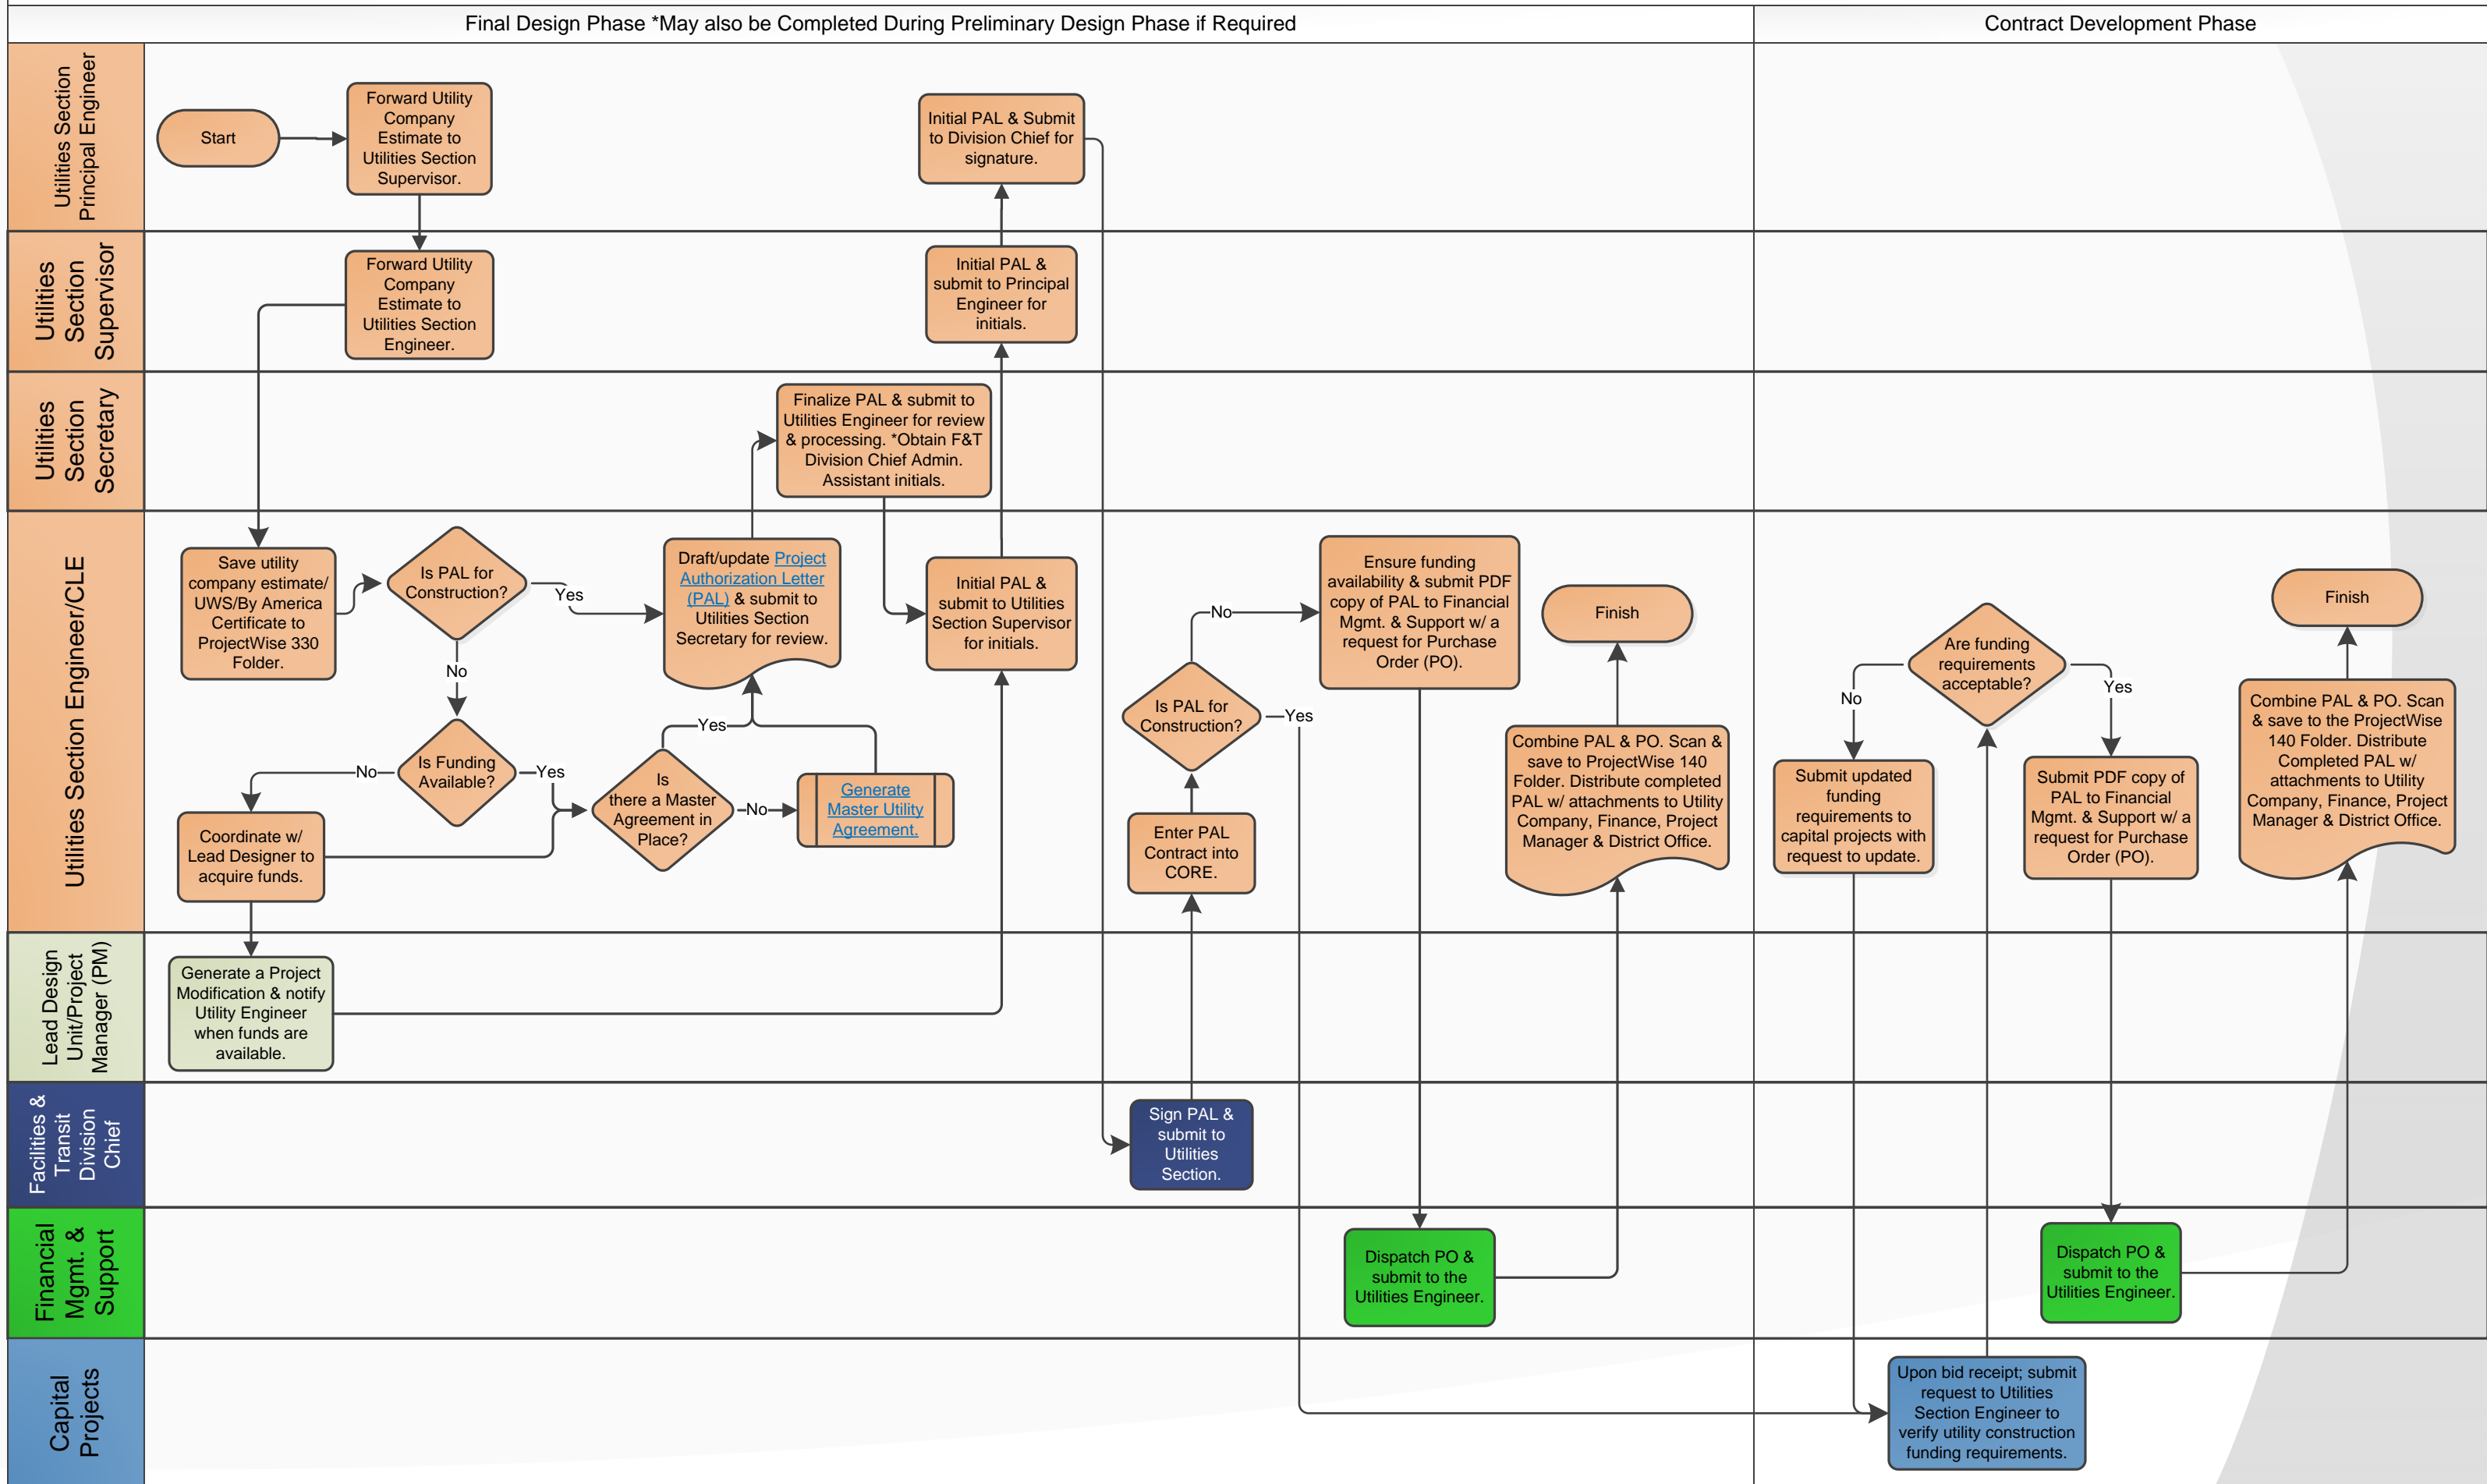 Final Design Phase *May also be Completed During Preliminary Design Phase if Required
Contract Development Phase
Utilities Section
Principal Engineer
Start
Forward Utility
Company
Estimate to
Utilities Section
Supervisor.
Initial PAL & Submit
to Division Chief for
signature.
Utilities
Section
Supervisor
Forward Utility
Company
Estimate to
Utilities Section
Engineer.
Initial PAL &
submit to Principal
Engineer for
initials.
Utilities
Section
Secretary
Finalize PAL & submit to
Utilities Engineer for review
& processing. *Obtain F&T
Division Chief Admin.
Assistant initials.
Utilities Section Engineer/CLE
Save utility
company estimate/
UWS/By America
Certificate to
ProjectWise 330
Folder.
Is PAL for
Construction?
Yes
No
Draft/update Project
Authorization Letter
(PAL) & submit to
Utilities Section
Secretary for review.
Initial PAL &
submit to Utilities
Section Supervisor
for initials.
Is Funding
Available?
No
Yes
Coordinate w/
Lead Designer to
acquire funds.
Is
there a Master
Agreement in
Place?
Yes
No
Generate
Master Utility
Agreement.
Enter PAL
Contract into
CORE.
Is PAL for
Construction?
No
Yes
Ensure funding
availability & submit PDF
copy of PAL to Financial
Mgmt. & Support w/ a
request for Purchase
Order (PO).
Finish
Combine PAL & PO. Scan &
save to ProjectWise 140
Folder. Distribute completed
PAL w/ attachments to Utility
Company, Finance, Project
Manager & District Office.
Are funding
requirements
acceptable?
No
Yes
Submit updated
funding
requirements to
capital projects with
request to update.
Submit PDF copy of
PAL to Financial
Mgmt. & Support w/ a
request for Purchase
Order (PO).
Finish
Combine PAL & PO. Scan
& save to the ProjectWise
140 Folder. Distribute
Completed PAL w/
attachments to Utility
Company, Finance, Project
Manager & District Office.
Lead Design
Unit/Project
Manager (PM)
Generate a Project
Modification & notify
Utility Engineer
when funds are
available.
Facilities &
Transit
Division
Chief
Sign PAL &
submit to
Utilities
Section.
Financial
Mgmt. &
Support
Dispatch PO &
submit to the
Utilities Engineer.
Dispatch PO &
submit to the
Utilities Engineer.
Capital
Projects
Upon bid receipt; submit
request to Utilities
Section Engineer to
verify utility construction
funding requirements.